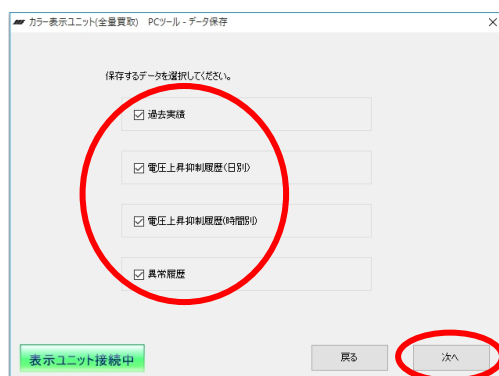 カラー表示ユニット(全量買取) PCツール - データ保存
保存するデータを選択してください。
過去実績
電圧上昇抑制履歴(日別)
電圧上昇抑制履歴(時間別)
異常履歴
表示ユニット接続中
戻る
次へ